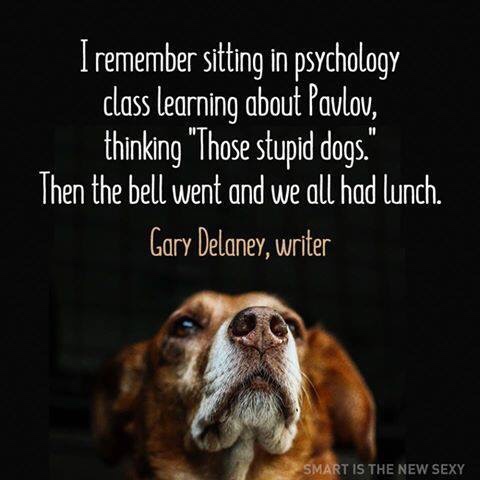 I remember sitting in psychology
class learning about Pavlov,
thinking "Those stupid dogs."
Then the bell went and we all had lunch.
Gary Delaney, writer
SMART IS THE NEW SEXY